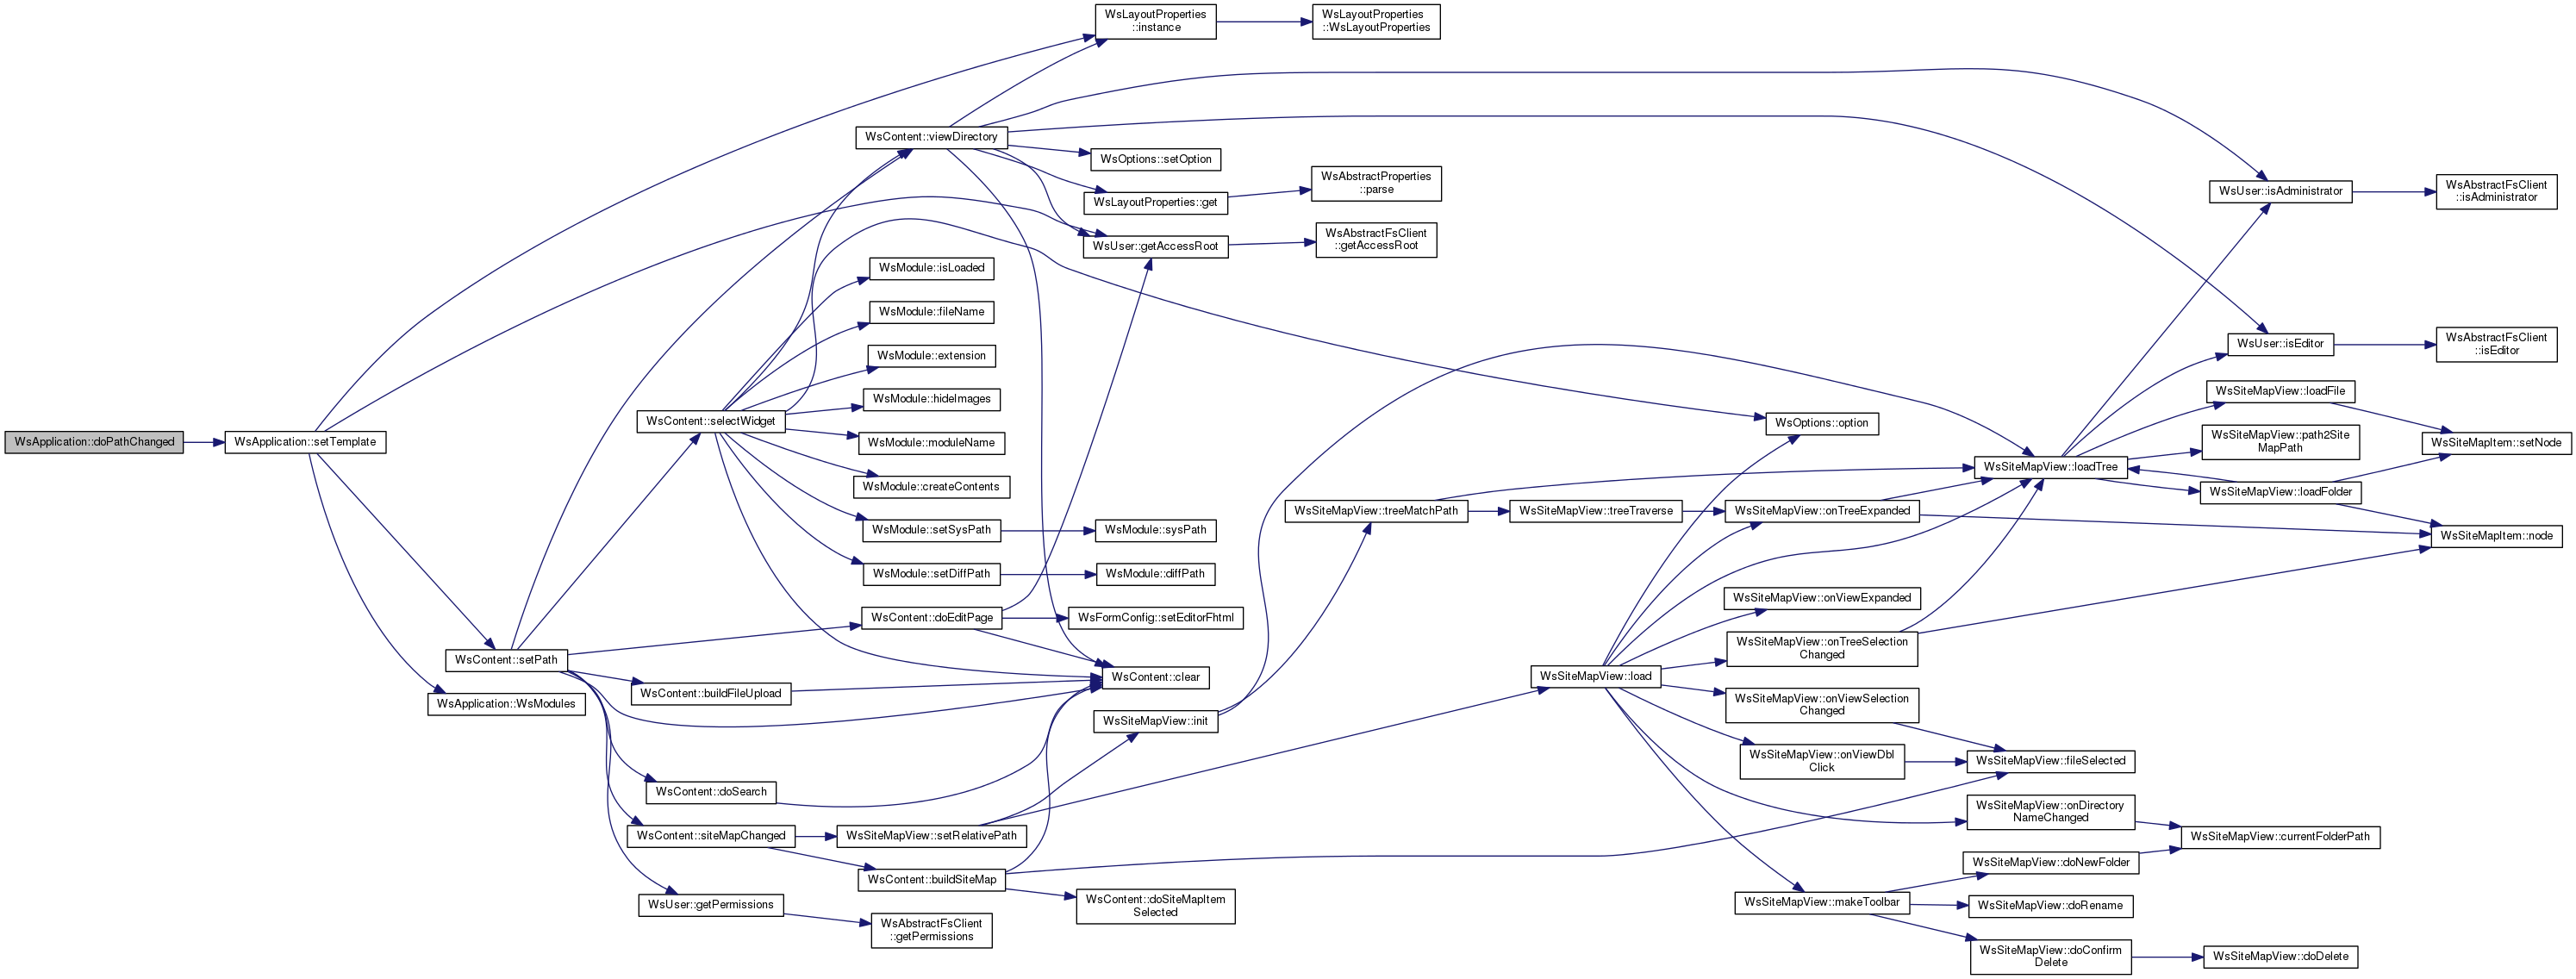 WsLayoutProperties
::instance
WsLayoutProperties
::WsLayoutProperties
WsContent::viewDirectory
WsOptions::setOption
WsAbstractProperties
::parse
WsLayoutProperties::get
WsUser::isAdministrator
WsAbstractFsClient
::isAdministrator
WsUser::getAccessRoot
WsAbstractFsClient
::getAccessRoot
WsModule::isLoaded
WsModule::fileName
WsModule::extension
WsUser::isEditor
WsAbstractFsClient
::isEditor
WsModule::hideImages
WsSiteMapView::loadFile
WsApplication::doPathChanged
WsApplication::setTemplate
WsContent::selectWidget
WsOptions::option
WsModule::moduleName
WsSiteMapView::path2Site
MapPath
WsSiteMapItem::setNode
WsSiteMapView::loadTree
WsModule::createContents
WsSiteMapView::loadFolder
WsSiteMapView::treeMatchPath
WsSiteMapView::treeTraverse
WsSiteMapView::onTreeExpanded
WsModule::setSysPath
WsModule::sysPath
WsSiteMapItem::node
WsModule::setDiffPath
WsModule::diffPath
WsSiteMapView::onViewExpanded
WsContent::doEditPage
WsFormConfig::setEditorFhtml
WsSiteMapView::onTreeSelection
Changed
WsContent::setPath
WsContent::clear
WsSiteMapView::load
WsContent::buildFileUpload
WsApplication::WsModules
WsSiteMapView::onViewSelection
Changed
WsSiteMapView::init
WsSiteMapView::onViewDbl
Click
WsSiteMapView::fileSelected
WsContent::doSearch
WsSiteMapView::onDirectory
NameChanged
WsContent::siteMapChanged
WsSiteMapView::setRelativePath
WsSiteMapView::currentFolderPath
WsSiteMapView::doNewFolder
WsContent::buildSiteMap
WsContent::doSiteMapItem
Selected
WsUser::getPermissions
WsSiteMapView::makeToolbar
WsSiteMapView::doRename
WsAbstractFsClient
::getPermissions
WsSiteMapView::doConfirm
Delete
WsSiteMapView::doDelete